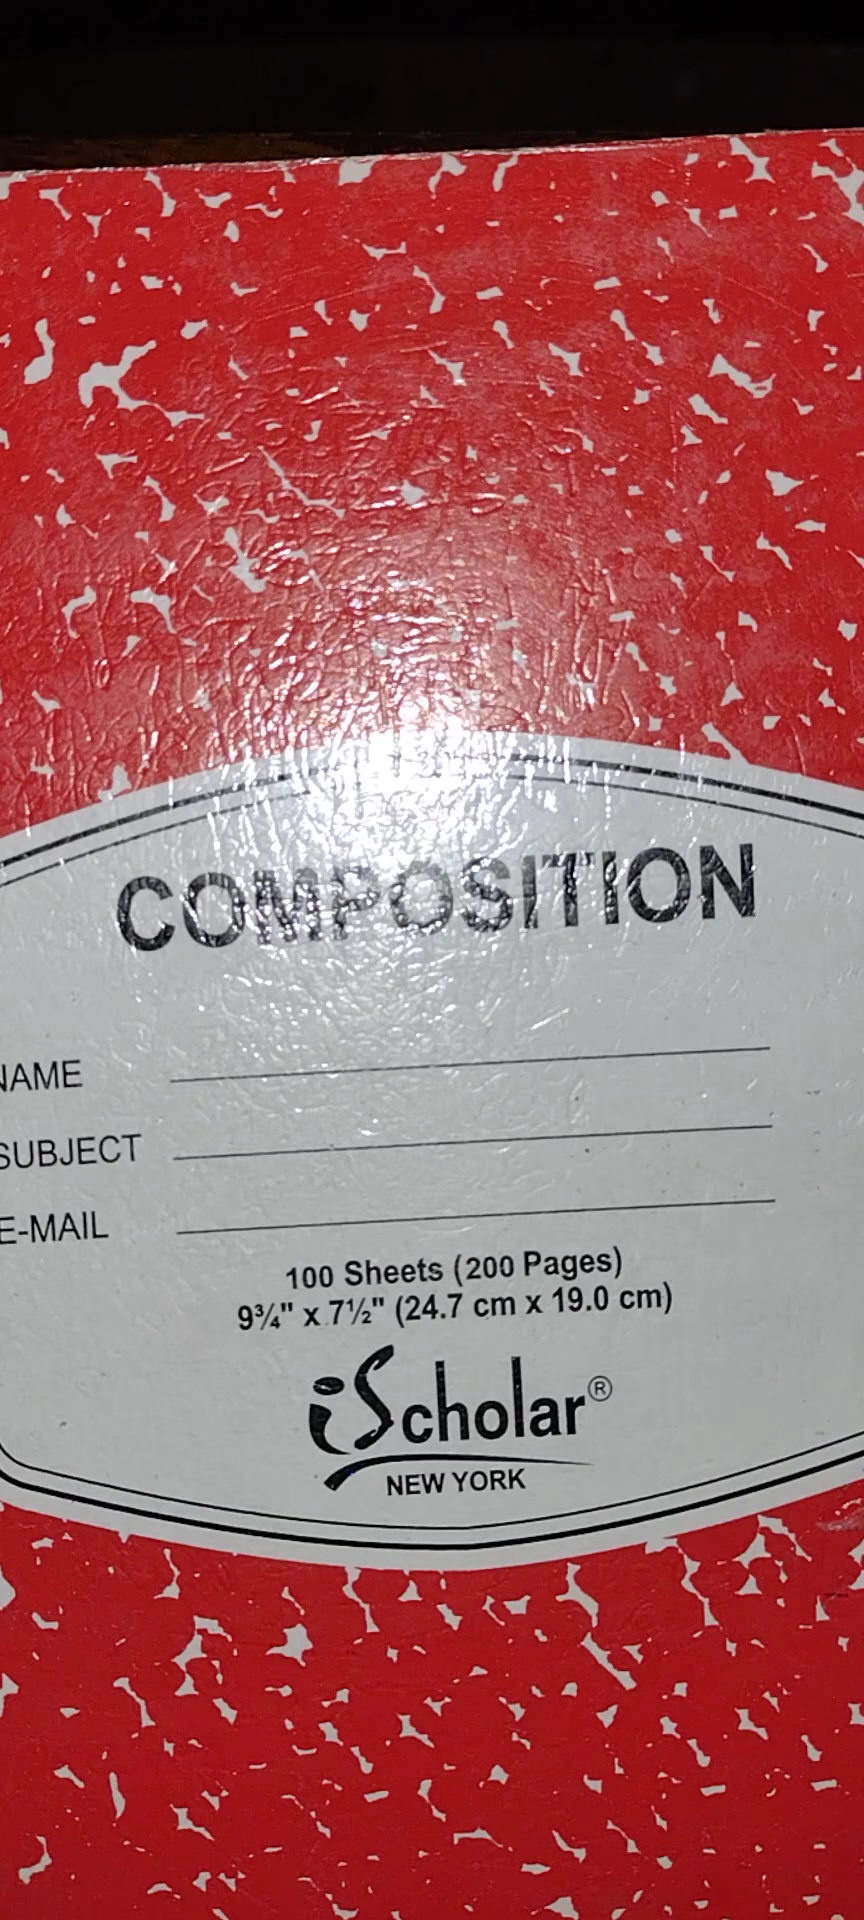 COMPOSITION
NAME
SUBJECT
E-MAIL
100 Sheets (200 Pages)
9¾" x 7½" (24.7 cm x 19.0 cm)
iScholar®
NEW YORK